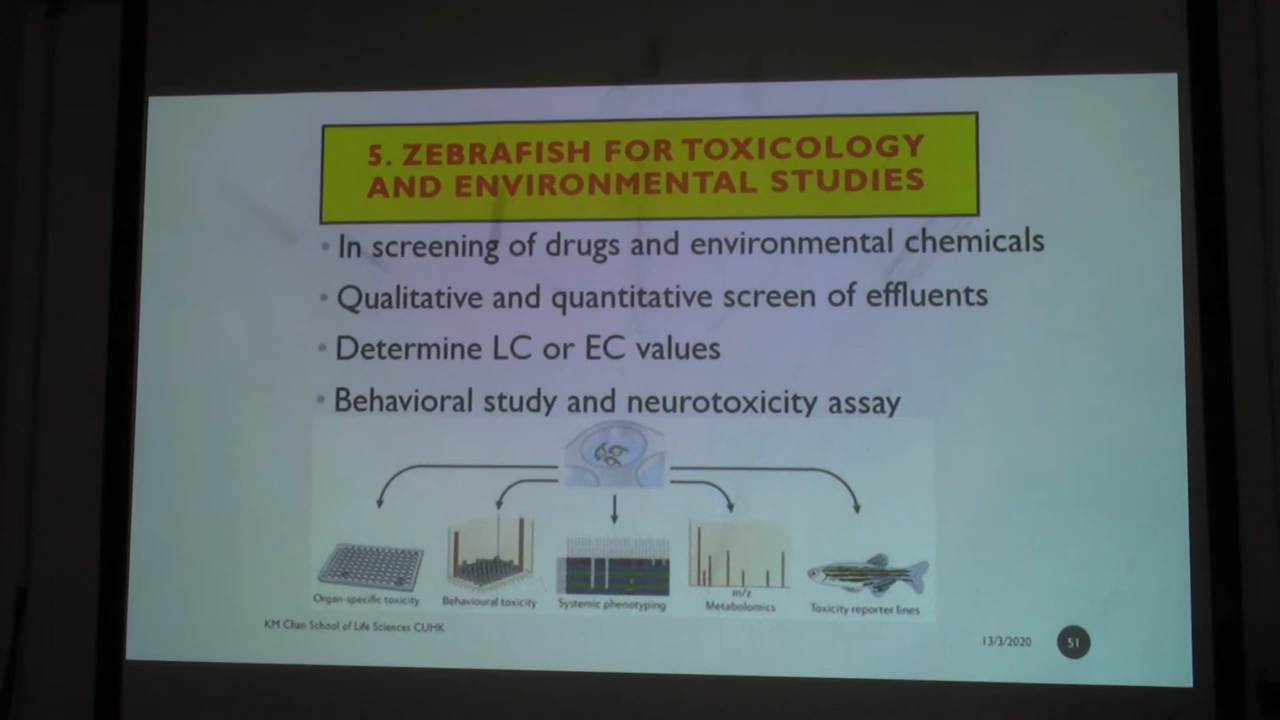 5. ZEBRAFISH FOR TOXICOLOGY
AND ENVIRONMENTAL STUDIES
• In screening of drugs and environmental chemicals
• Qualitative and quantitative screen of effluents
• Determine LC or EC values
• Behavioral study and neurotoxicity assay
m/z
Organ-specific toxicity
Behavioural toxicity
Systemic phenotyping
Metabolomics
Toxicity reporter lines
KM Chan School of Life Sciences CUHK
13/3/2020
51